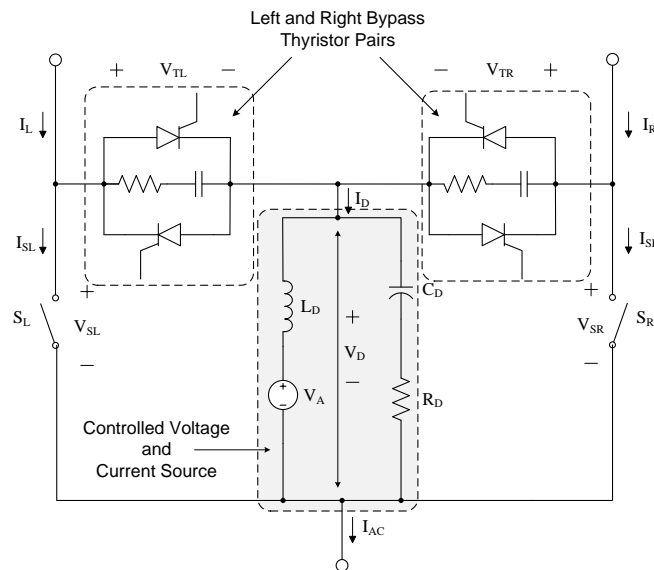 Left and Right Bypass
Thyristor Pairs
+ V_TL −
− V_TR +
I_L
I_R
I_D
I_SL
I_SR
C_D
+
+
S_L
V_SL
L_D
+
V_D
−
V_SR
S_R
−
−
+
−
V_A
R_D
Controlled Voltage
and
Current Source
I_AC